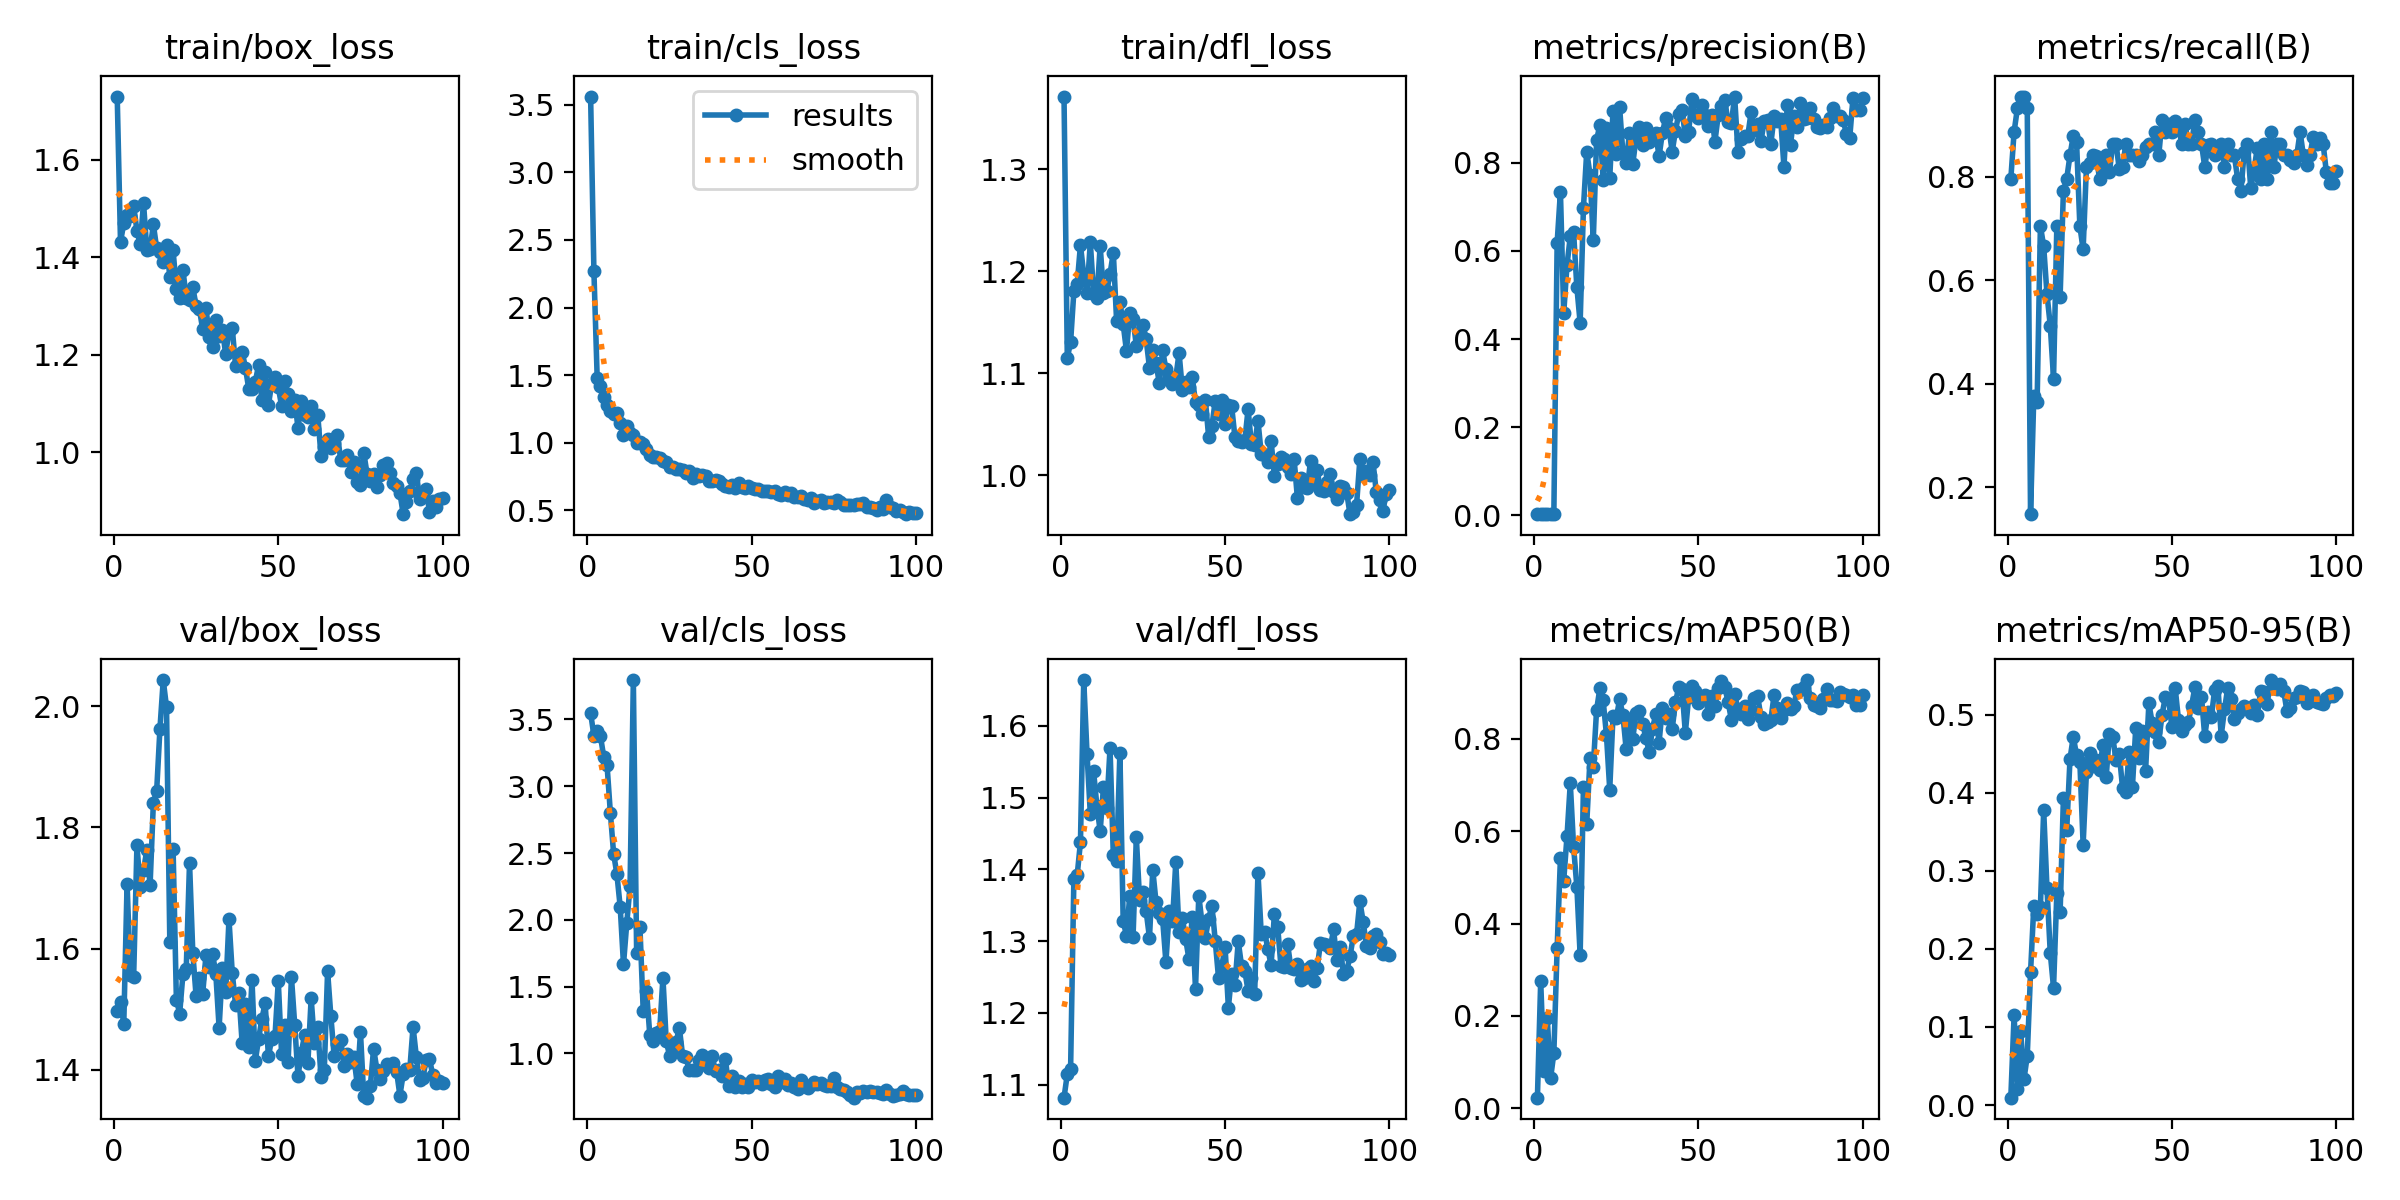 train/box_loss
train/cls_loss
train/dfl_loss
metrics/precision(B)
metrics/recall(B)
1.6
1.4
1.2
1.0
0 50 100
3.5
3.0
2.5
2.0
1.5
1.0
0.5
results
smooth
0 50 100
1.3
1.2
1.1
1.0
0 50 100
0.8
0.6
0.4
0.2
0.0
0 50 100
0.8
0.6
0.4
0.2
0 50 100
val/box_loss
val/cls_loss
val/dfl_loss
metrics/mAP50(B)
metrics/mAP50-95(B)
2.0
1.8
1.6
1.4
0 50 100
3.5
3.0
2.5
2.0
1.5
1.0
0 50 100
1.6
1.5
1.4
1.3
1.2
1.1
0 50 100
0.8
0.6
0.4
0.2
0.0
0 50 100
0.5
0.4
0.3
0.2
0.1
0.0
0 50 100